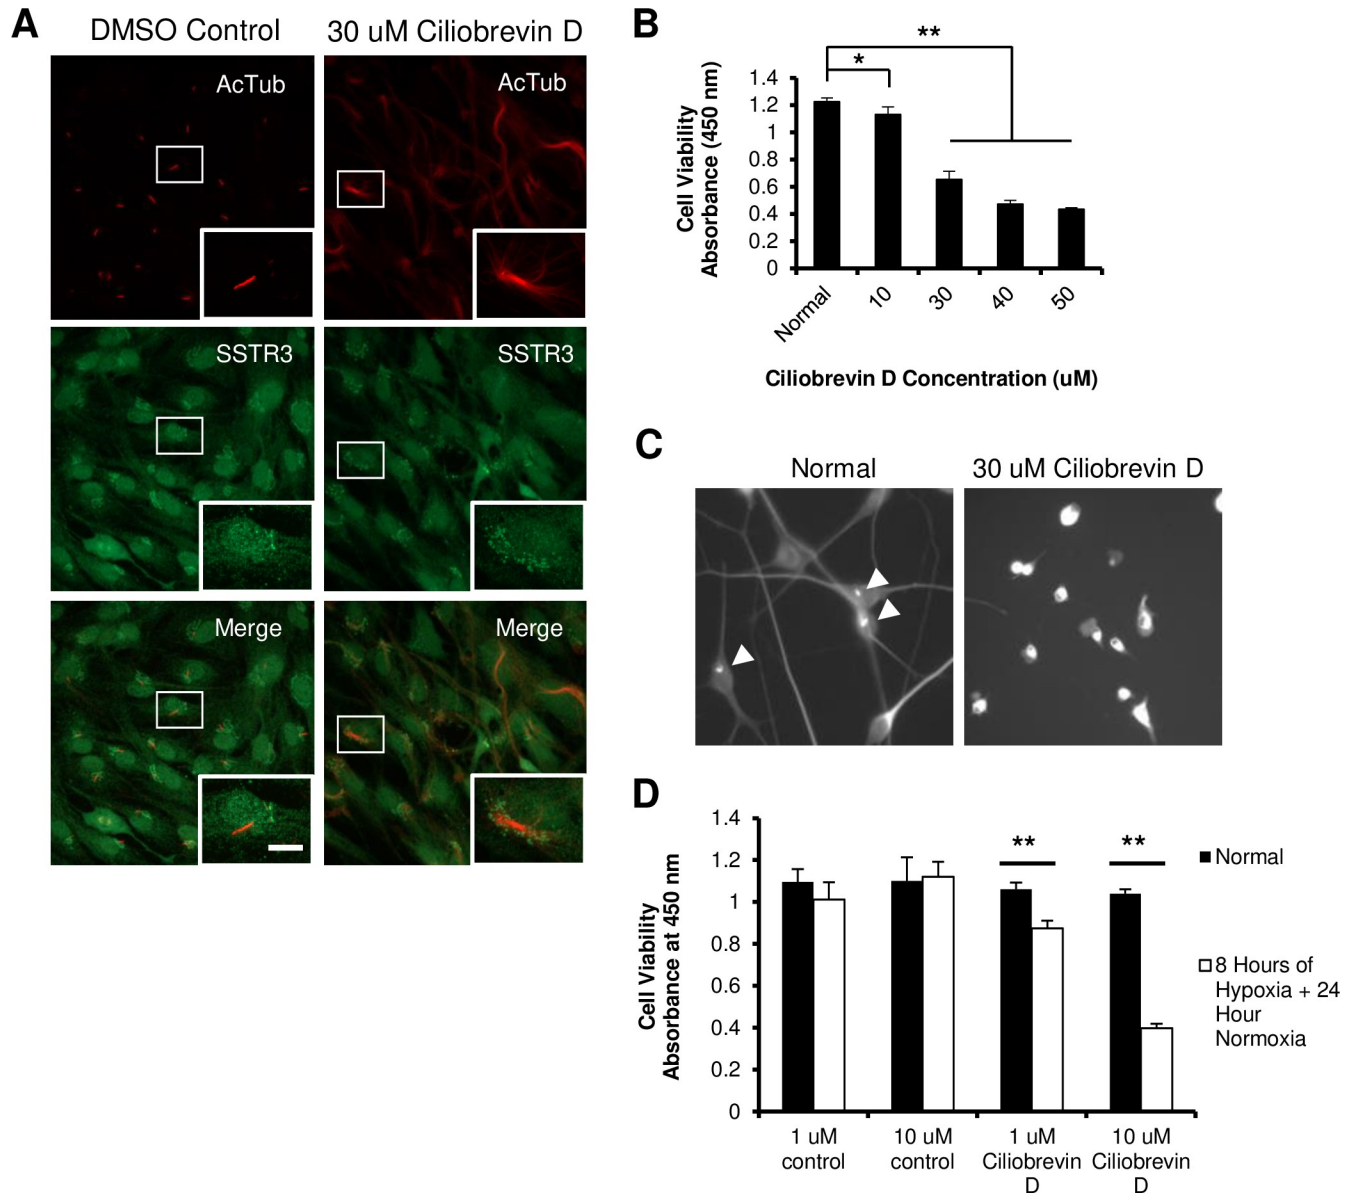 A
DMSO Control
30 uM Ciliobrevin D
AcTub
AcTub
SSTR3
SSTR3
Merge
Merge
B
**
*
Cell Viability
Absorbance (450 nm)
1.4
1.2
1
0.8
0.6
0.4
0.2
0
Normal
10
30
40
50
Ciliobrevin D Concentration (uM)
C
Normal
30 uM Ciliobrevin D
D
Cell Viability
Absorbance at 450 nm
1.4
1.2
1
0.8
0.6
0.4
0.2
0
**
**
1 uM
control
10 uM
control
1 uM
Ciliobrevin
D
10 uM
Ciliobrevin
D
Normal
8 Hours of
Hypoxia + 24
Hour
Normoxia